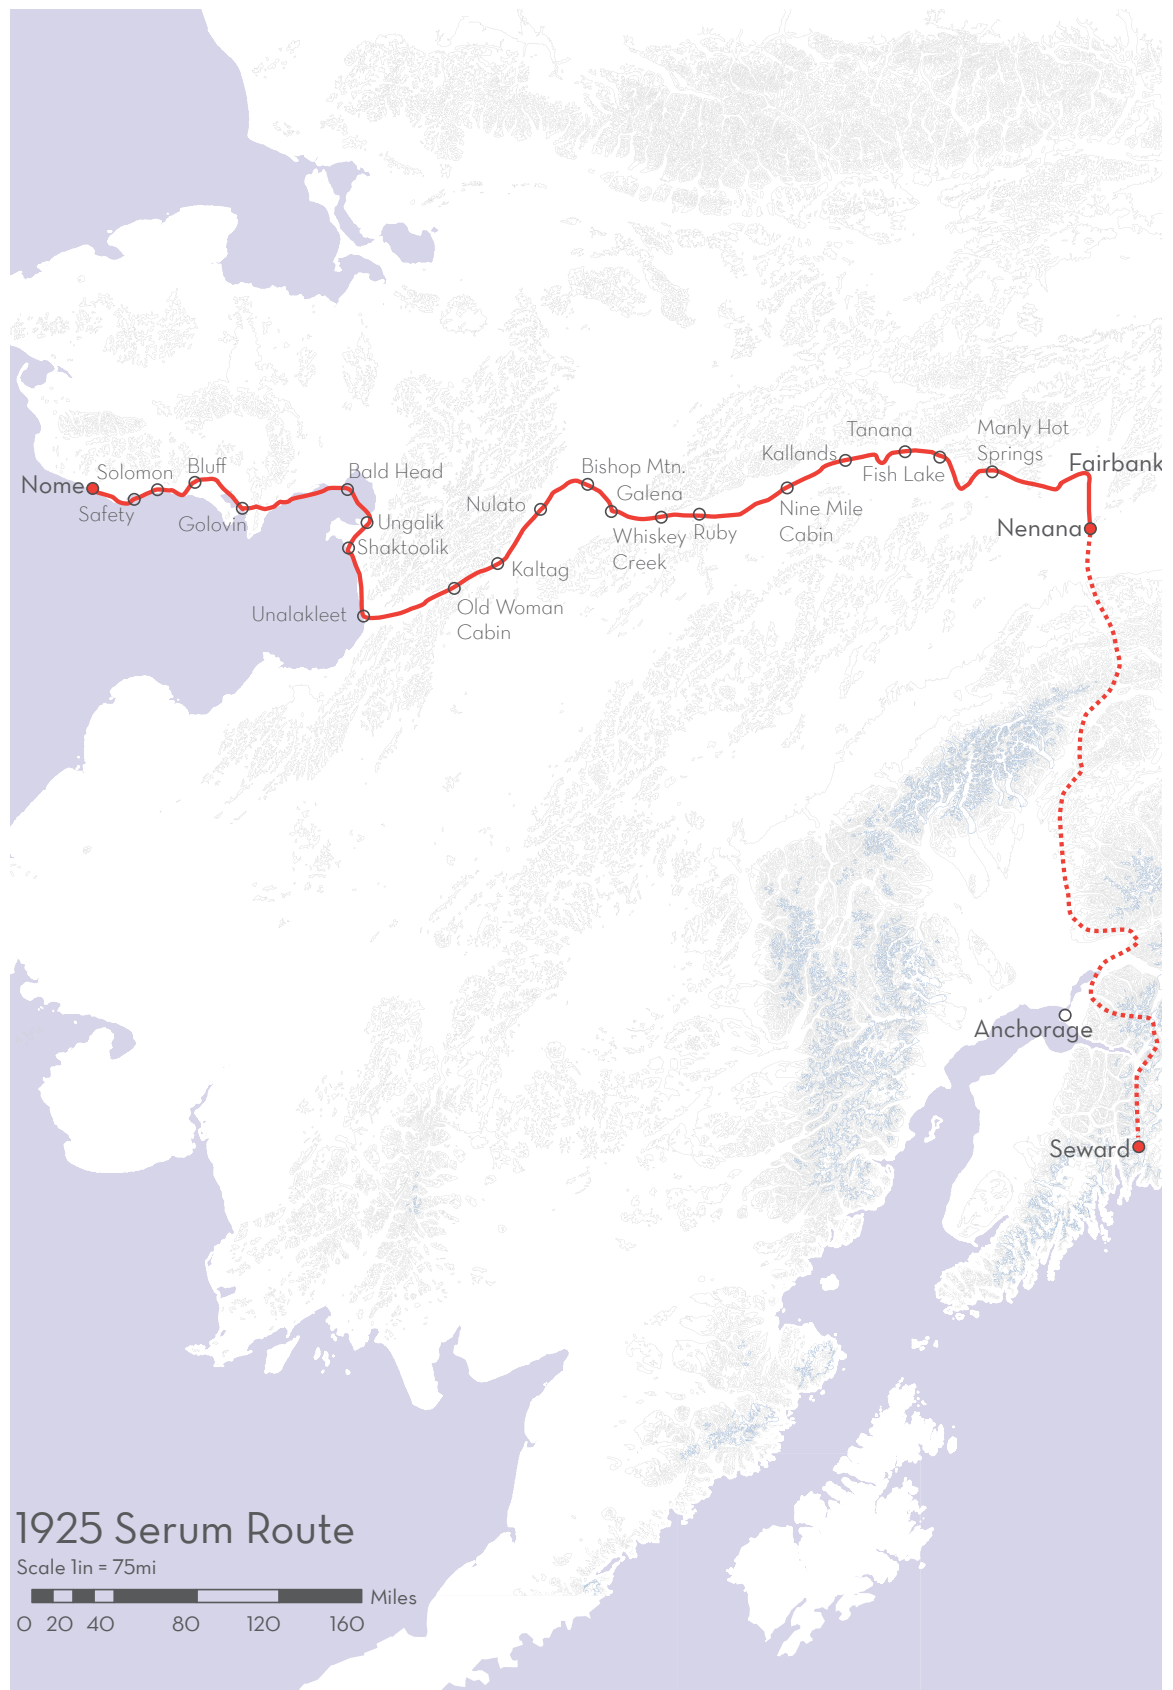 Manly Hot
Springs
Tanana
Kallands
Fish Lake
Fairbank
Bishop Mtn.
Galena
Bluff
Solomon
Bald Head
Nome
Safety
Golovin
Nulato
Ungalik
Shaktoolik
Whiskey
Creek
Ruby
Nine Mile
Cabin
Nenana
Kaltag
Unalakleet
Old Woman
Cabin
Anchorage
Seward
1925 Serum Route
Scale 1in = 75mi
Miles
0 20 40 80 120 160